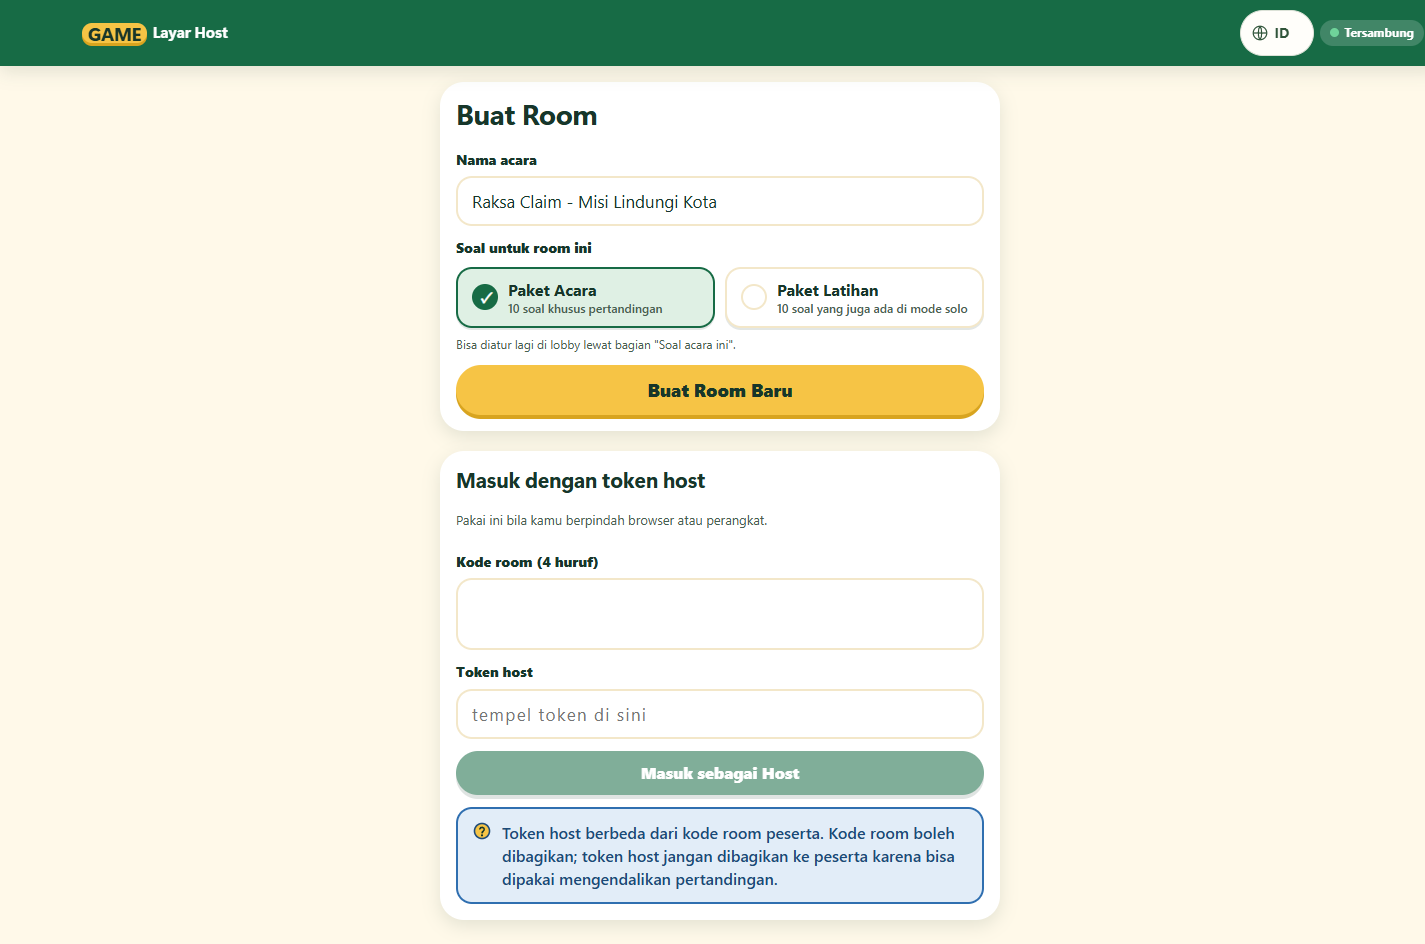 GAME Layar Host
ID
Tersambung
Buat Room
Nama acara
Raksa Claim - Misi Lindungi Kota
Soal untuk room ini
Paket Acara
10 soal khusus pertandingan
Paket Latihan
10 soal yang juga ada di mode solo
Bisa diatur lagi di lobby lewat bagian "Soal acara ini".
Buat Room Baru
Masuk dengan token host
Pakai ini bila kamu berpindah browser atau perangkat.
Kode room (4 huruf)
Token host
tempel token di sini
Masuk sebagai Host
Token host berbeda dari kode room peserta. Kode room boleh
dibagikan; token host jangan dibagikan ke peserta karena bisa
dipakai mengendalikan pertandingan.